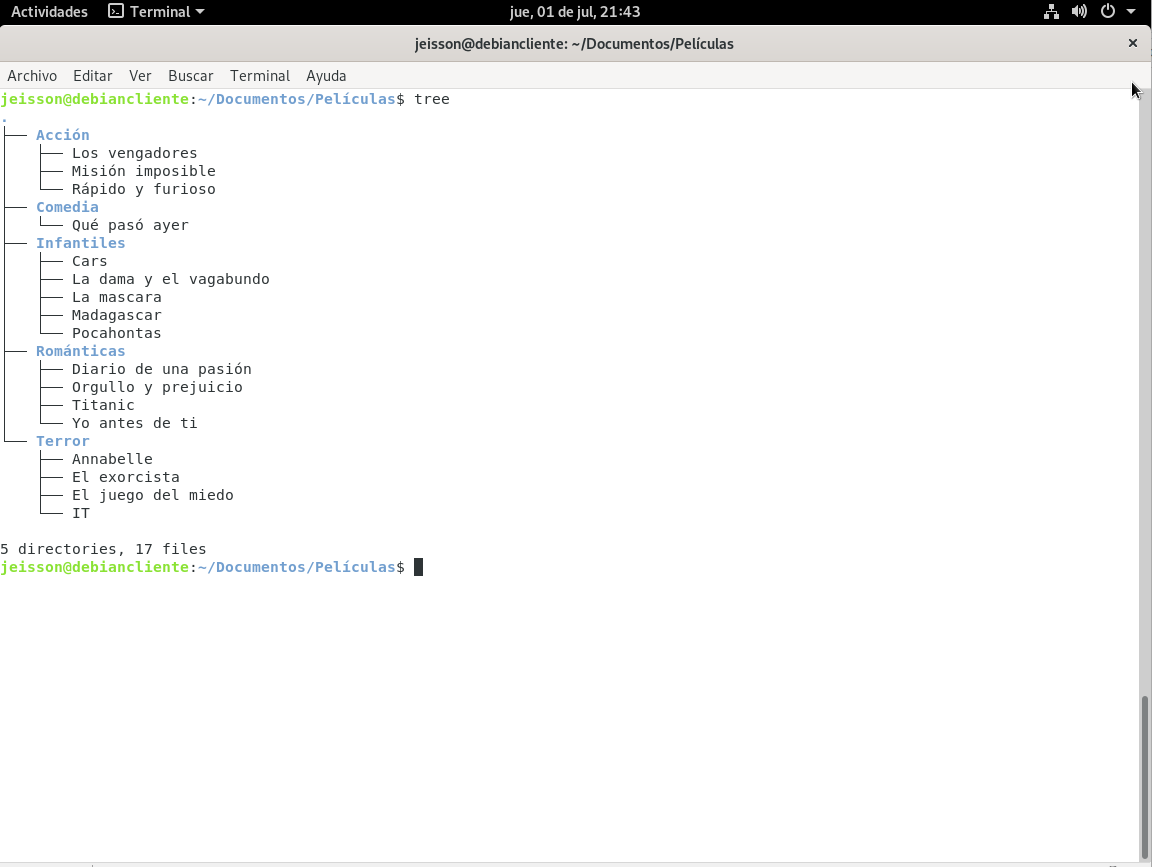 Actividades Terminal jue, 01 de jul, 21:43
jeisson@debiancliente: ~/Documentos/Películas
Archivo Editar Ver Buscar Terminal Ayuda
jeisson@debiancliente:~/Documentos/Películas$ tree
.
├── Acción
│   ├── Los vengadores
│   ├── Misión imposible
│   └── Rápido y furioso
├── Comedia
│   └── Qué pasó ayer
├── Infantiles
│   ├── Cars
│   ├── La dama y el vagabundo
│   ├── La mascara
│   ├── Madagascar
│   └── Pocahontas
├── Románticas
│   ├── Diario de una pasión
│   ├── Orgullo y prejuicio
│   ├── Titanic
│   └── Yo antes de ti
└── Terror
    ├── Annabelle
    ├── El exorcista
    ├── El juego del miedo
    └── IT
5 directories, 17 files
jeisson@debiancliente:~/Documentos/Películas$